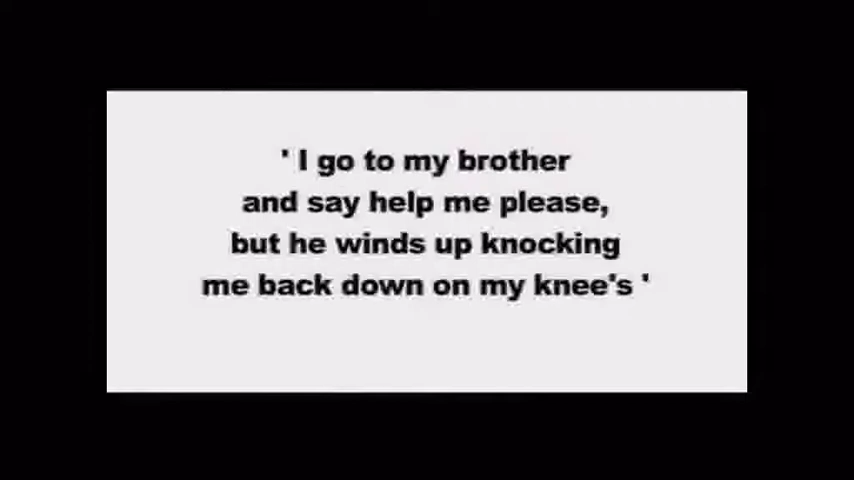 ' I go to my brother
and say help me please,
but he winds up knocking
me back down on my knee's '